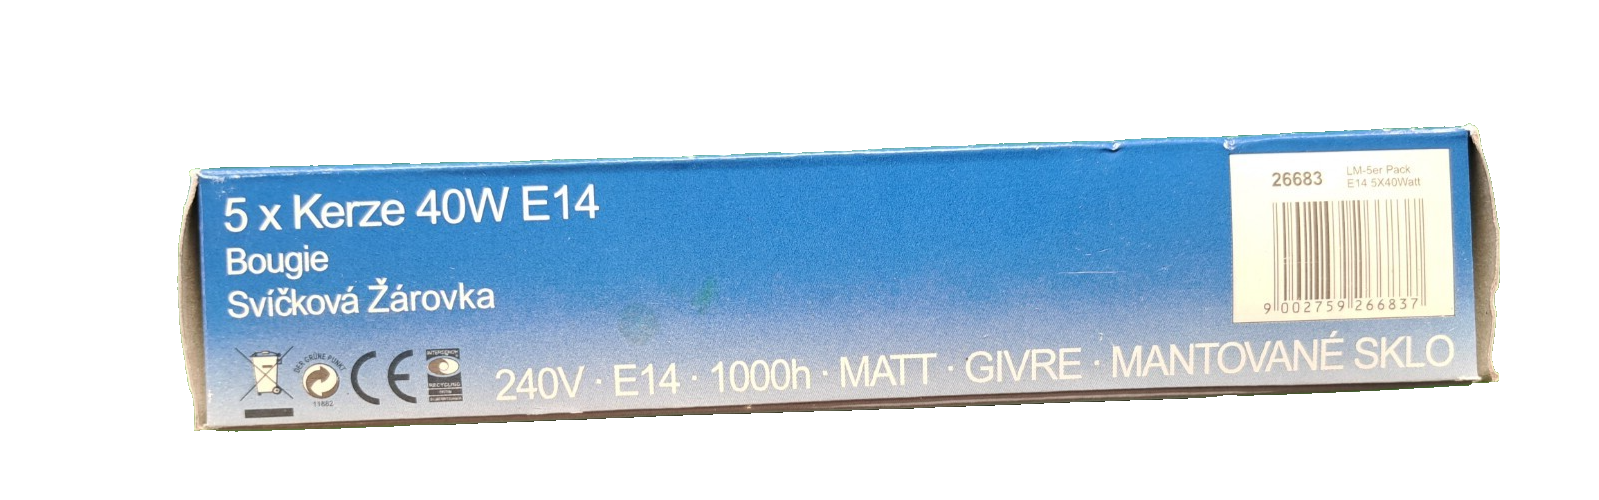 5 x Kerze 40W E14
Bougie
Svíčková Žárovka
26683
LM-5er Pack
E14 5X40Watt
9 002759 266837
DER GRÜNE PUNKT
11882
CE
RECYCLING
240V · E14 · 1000h · MATT · GIVRE · MANTOVANÉ SKLO